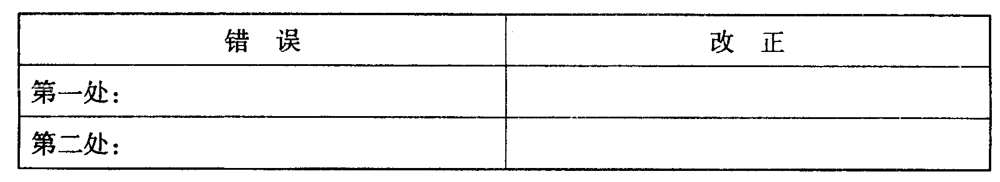 错 误 改 正
第一处：
第二处：